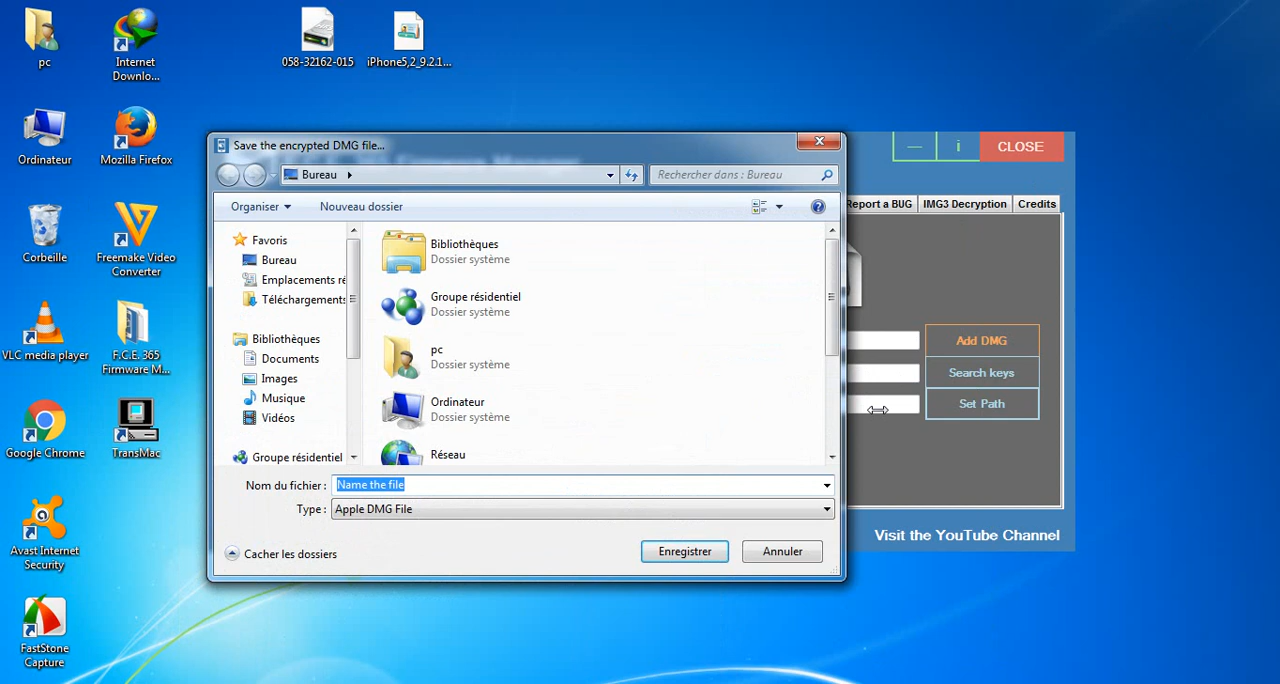 pc
Internet
Downlo...
058-32162-015
iPhone5,2_9.2.1...
Ordinateur
Mozilla Firefox
Corbeille
Freemake Video
Converter
VLC media player
F.C.E. 365
Firmware M...
Google Chrome
TransMac
Avast Internet
Security
FastStone
Capture
Save the encrypted DMG file...
Bureau
Rechercher dans : Bureau
Organiser
Nouveau dossier
Favoris
Bureau
Emplacements ré
Téléchargements
Bibliothèques
Documents
Images
Musique
Vidéos
Groupe résidentiel
Bibliothèques
Dossier système
Groupe résidentiel
Dossier système
pc
Dossier système
Ordinateur
Dossier système
Réseau
Nom du fichier :
Name the file
Type :
Apple DMG File
Cacher les dossiers
Enregistrer
Annuler
i
CLOSE
Report a BUG
IMG3 Decryption
Credits
Add DMG
Search keys
Set Path
Visit the YouTube Channel